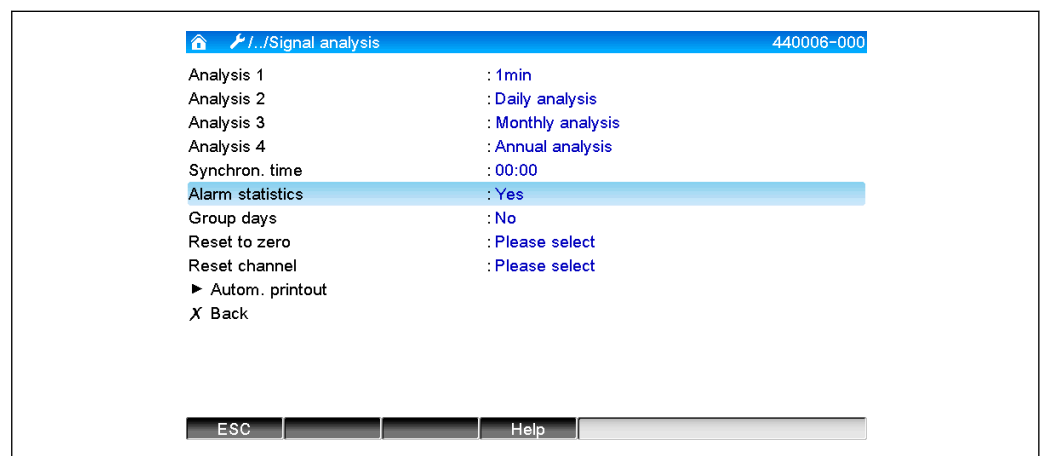 /../Signal analysis 440006-000
Analysis 1 : 1min
Analysis 2 : Daily analysis
Analysis 3 : Monthly analysis
Analysis 4 : Annual analysis
Synchron. time : 00:00
Alarm statistics : Yes
Group days : No
Reset to zero : Please select
Reset channel : Please select
► Autom. printout
X Back
ESC Help